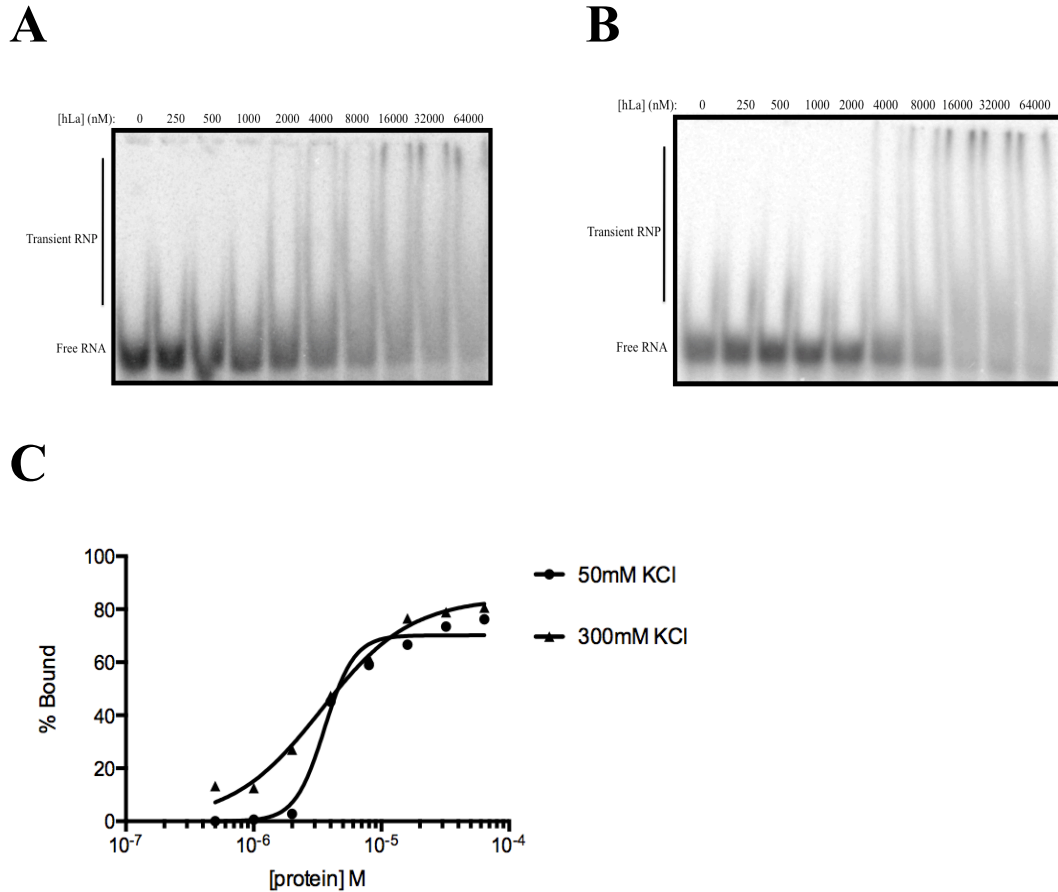 A
[hLa] (nM): 0 250 500 1000 2000 4000 8000 16000 32000 64000
Transient RNP
Free RNA
B
[hLa] (nM): 0 250 500 1000 2000 4000 8000 16000 32000 64000
Transient RNP
Free RNA
C
100
80
60
40
20
0
% Bound
10-7 10-6 10-5 10-4
[protein] M
50mM KCl
300mM KCl